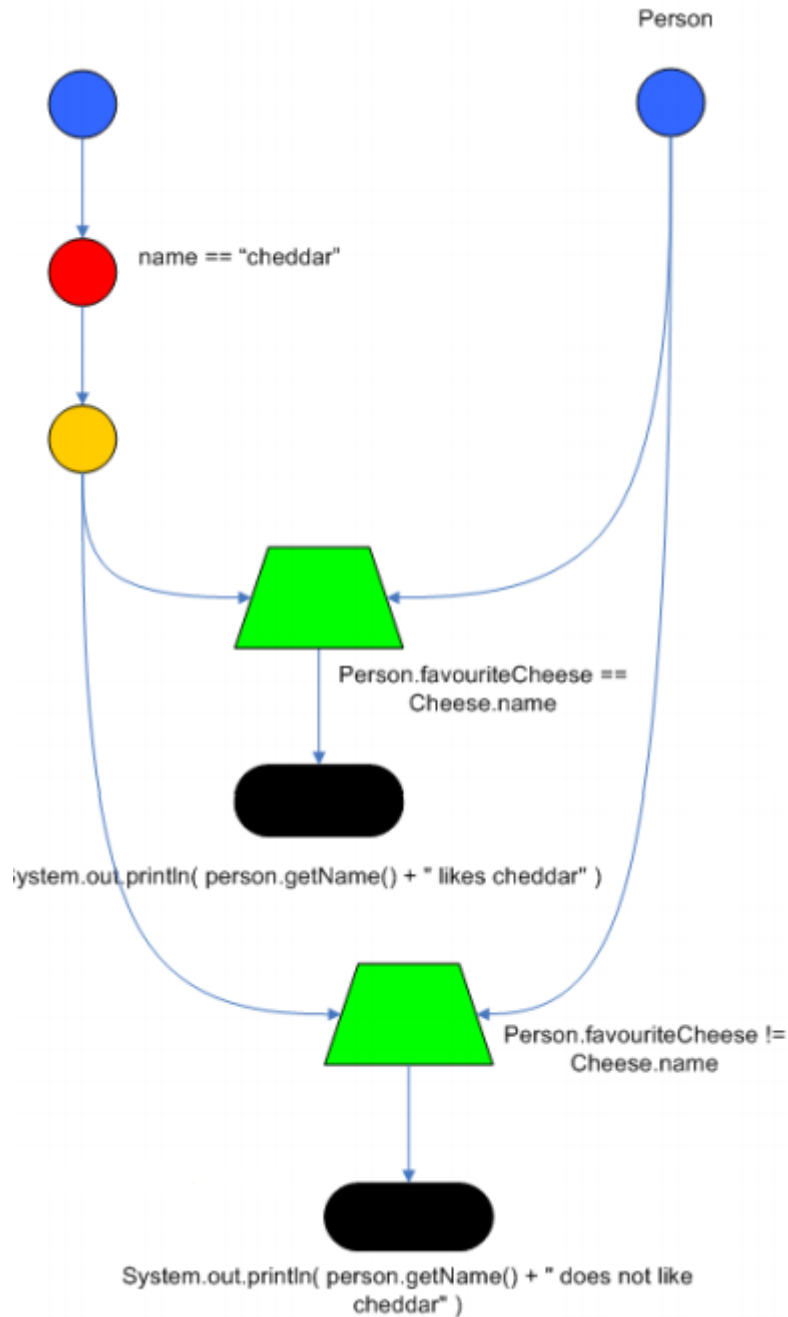 Person
name == “cheddar"
Person.favouriteCheese ==
Cheese.name
ystem.out.println( person.getName() + " likes cheddar" )
Person.favouriteCheese !=
Cheese.name
System.out.println( person.getName() + " does not like
cheddar" )